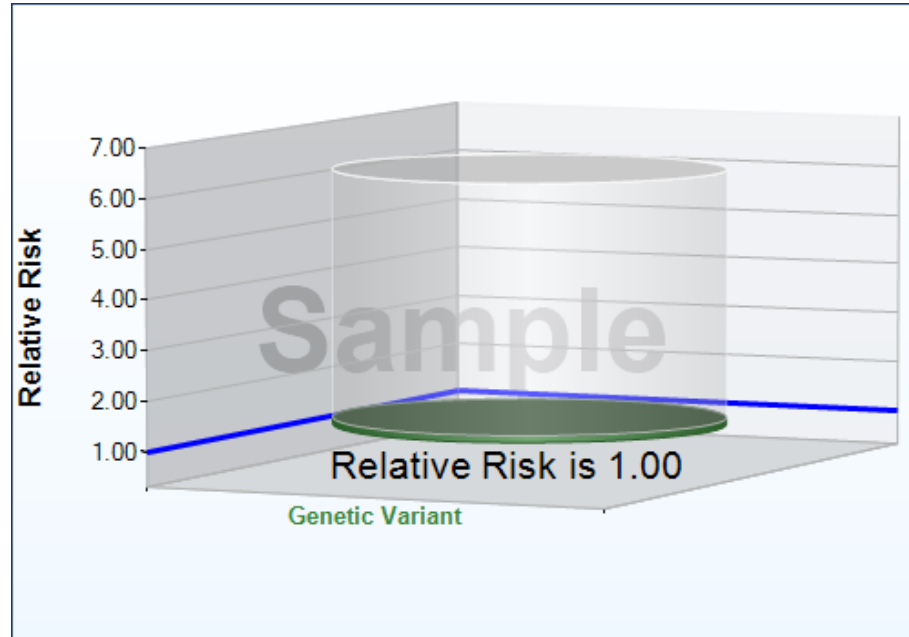 Relative Risk
7.00
6.00
5.00
4.00
3.00
2.00
1.00
Sample
Relative Risk is 1.00
Genetic Variant